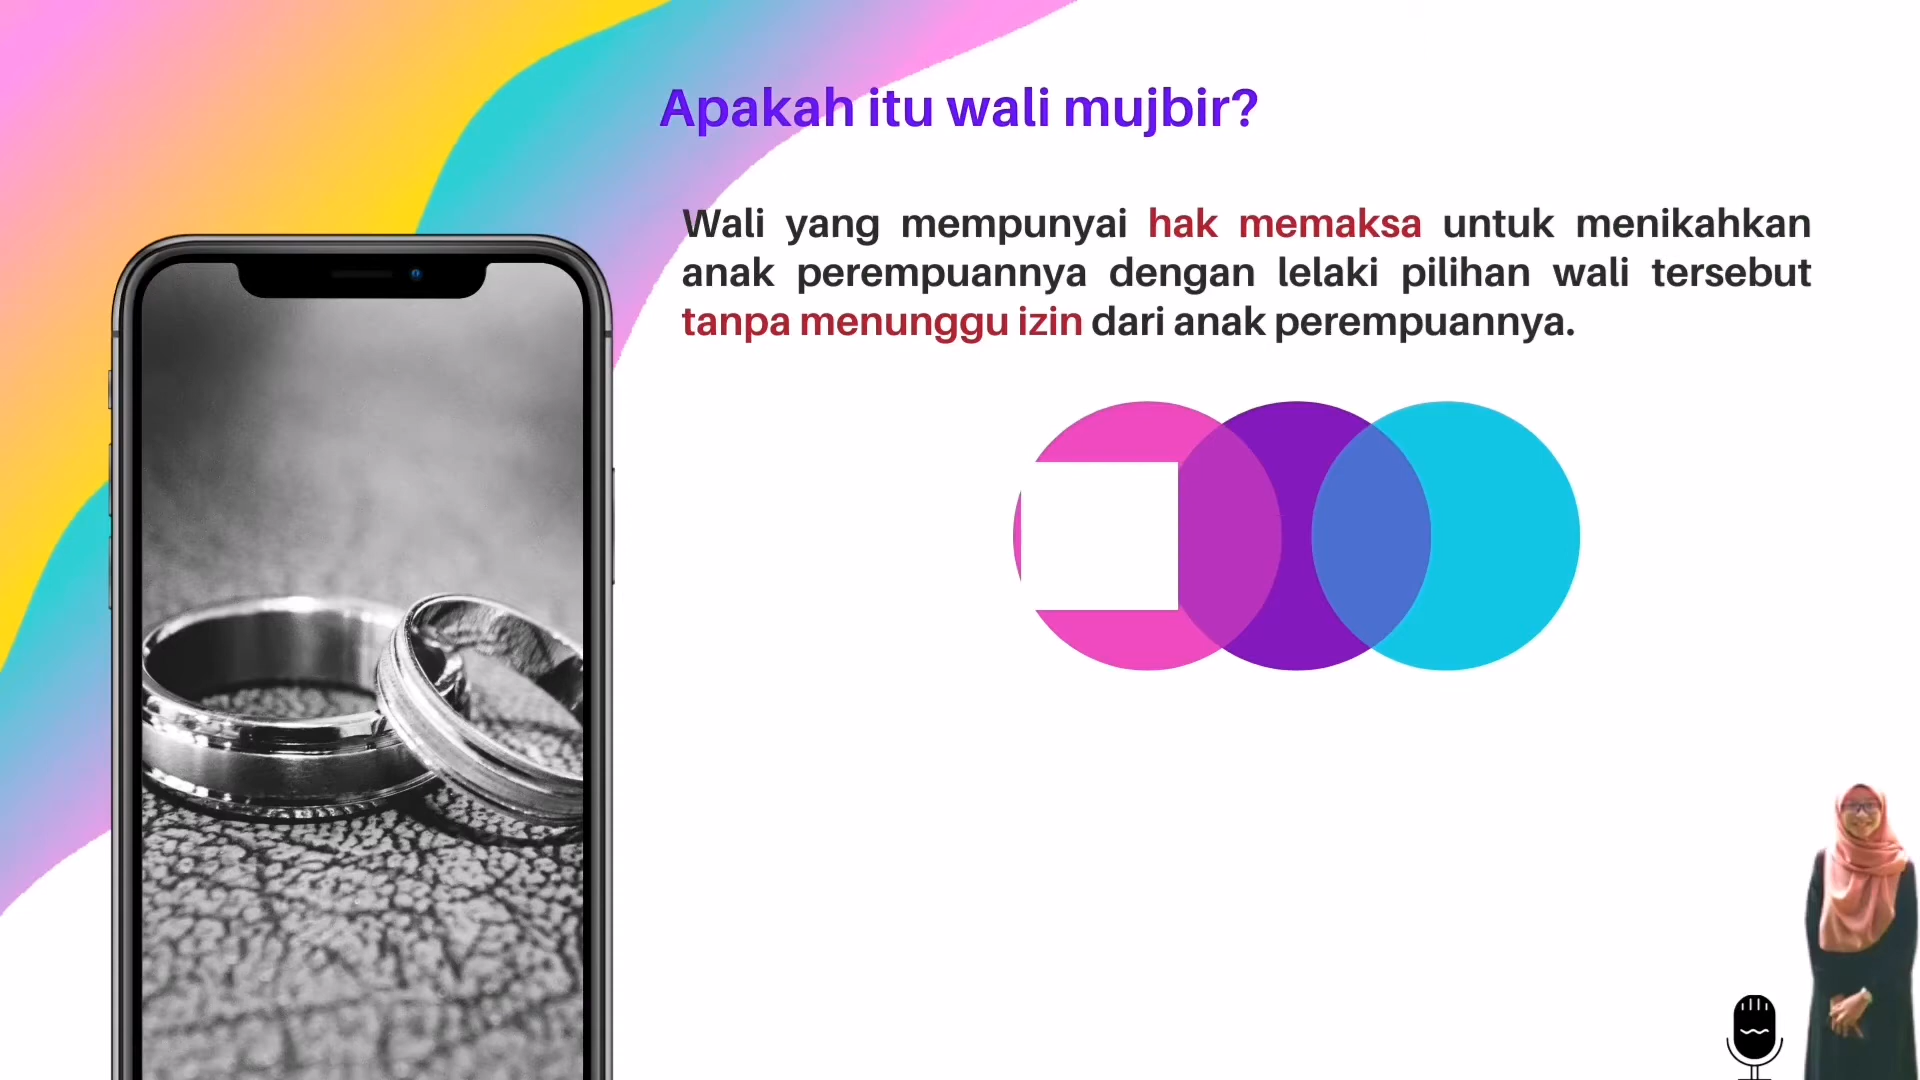 Apakah itu wali mujbir?
Wali yang mempunyai hak memaksa untuk menikahkan
anak perempuannya dengan lelaki pilihan wali tersebut
tanpa menunggu izin dari anak perempuannya.